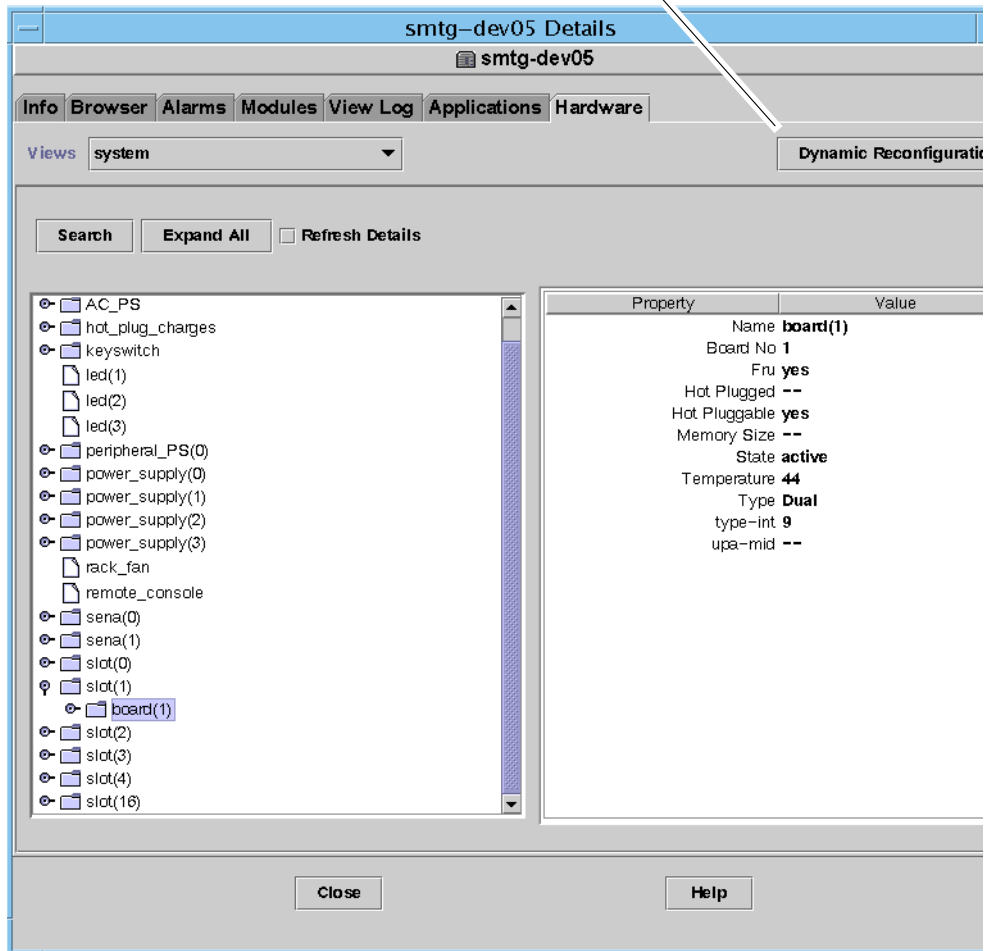 smtg–dev05 Details
smtg-dev05
Info Browser Alarms Modules View Log Applications Hardware
Views system
Dynamic
Search Expand All Refresh Details
AC_PS
hot_plug_charges
keyswitch
led(1)
led(2)
led(3)
peripheral_PS(0)
power_supply(0)
power_supply(1)
power_supply(2)
power_supply(3)
rack_fan
remote_console
sena(0)
sena(1)
slot(0)
slot(1)
board(1)
slot(2)
slot(3)
slot(4)
slot(16)
Property Value
Name board(1)
Board No 1
Fru yes
Hot Plugged --
Hot Pluggable yes
Memory Size --
State active
Temperature 44
Type Dual
type–int 9
upa–mid --
Close Help